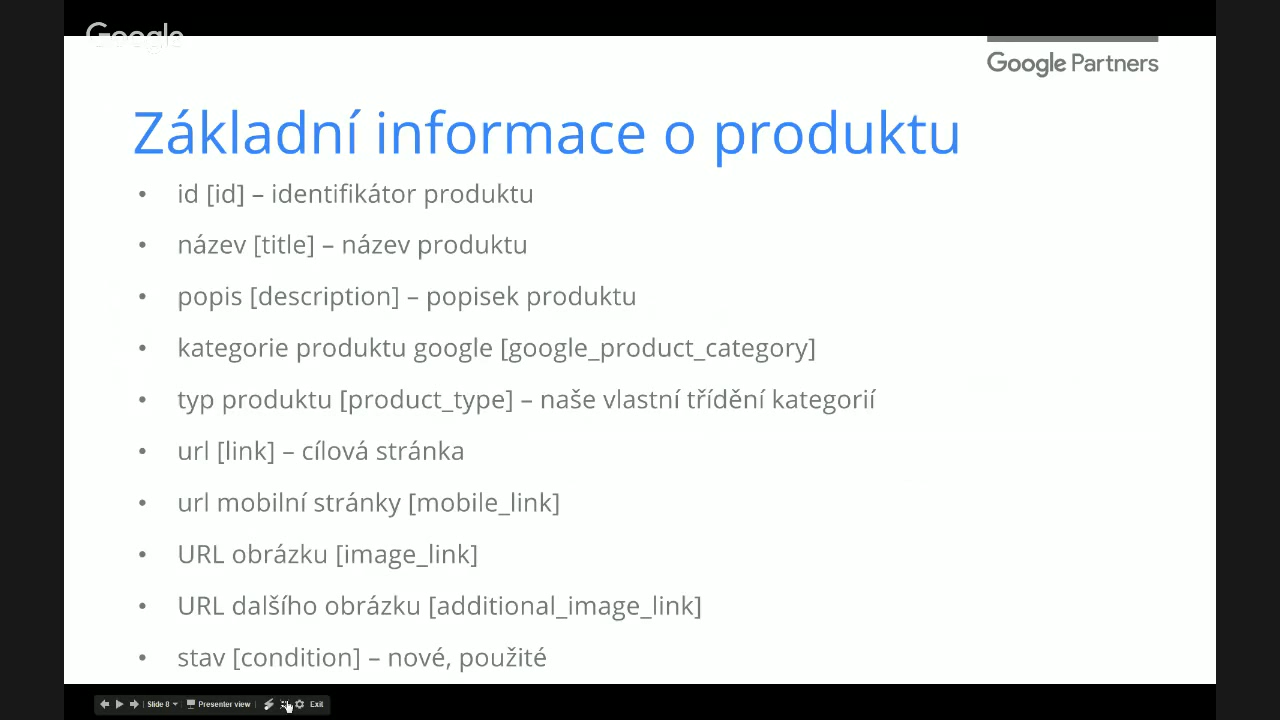 Google
Google Partners
Základní informace o produktu
• id [id] – identifikátor produktu
• název [title] – název produktu
• popis [description] – popisek produktu
• kategorie produktu google [google_product_category]
• typ produktu [product_type] – naše vlastní třídění kategorií
• url [link] – cílová stránka
• url mobilní stránky [mobile_link]
• URL obrázku [image_link]
• URL dalšího obrázku [additional_image_link]
• stav [condition] – nové, použité
Slide 8 Presenter view Exit